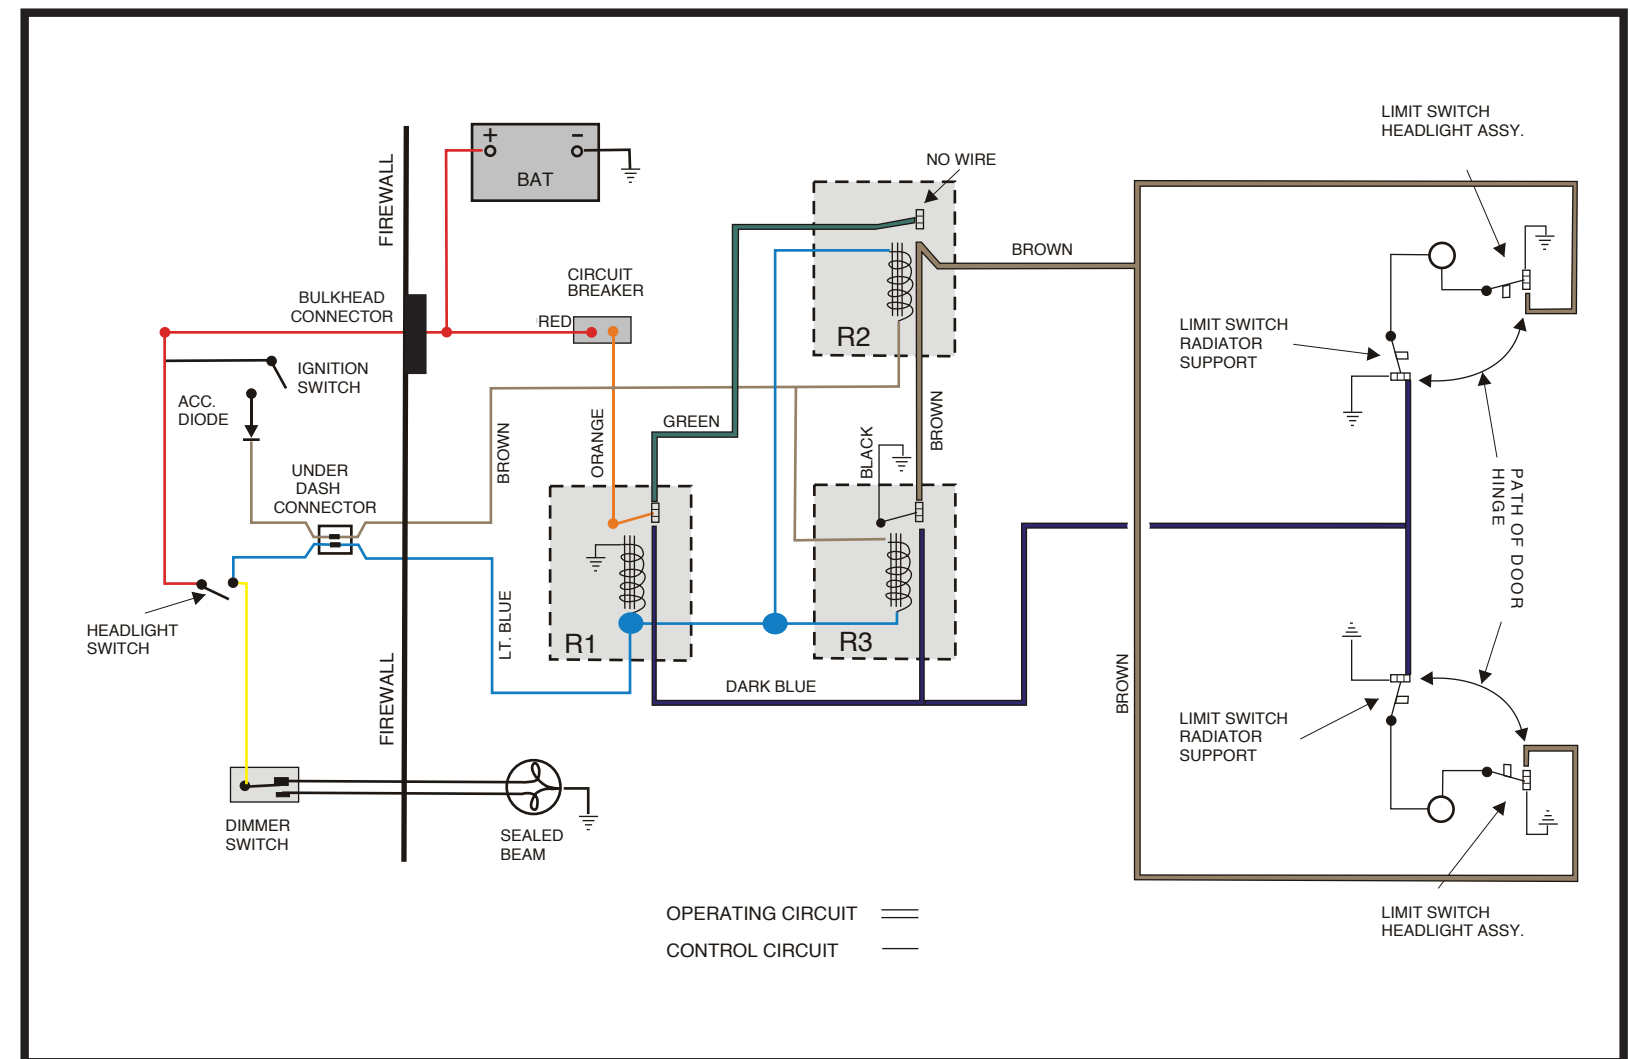 LIMIT SWITCH
HEADLIGHT ASSY.
+
−
BAT
FIREWALL
NO WIRE
BROWN
CIRCUIT
BREAKER
BULKHEAD
CONNECTOR
RED
R2
LIMIT SWITCH
RADIATOR
SUPPORT
IGNITION
SWITCH
ACC.
DIODE
GREEN
ORANGE
BROWN
BROWN
BLACK
UNDER
DASH
CONNECTOR
PATH OF DOOR
HINGE
HEADLIGHT
SWITCH
LT. BLUE
R1
R3
DARK BLUE
FIREWALL
BROWN
LIMIT SWITCH
RADIATOR
SUPPORT
DIMMER
SWITCH
SEALED
BEAM
OPERATING CIRCUIT
CONTROL CIRCUIT
LIMIT SWITCH
HEADLIGHT ASSY.